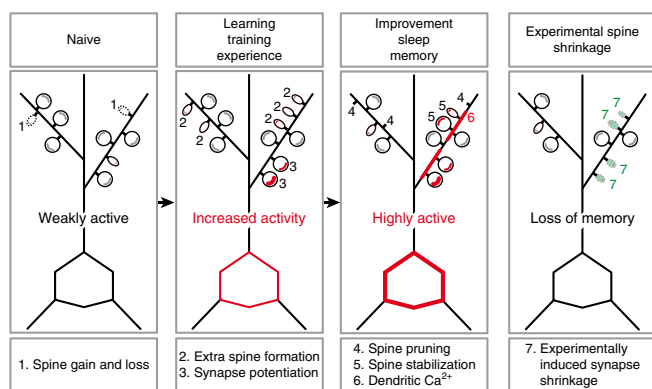 Naive
Learning
training
experience
Improvement
sleep
memory
Experimental spine
shrinkage
1
1
Weakly active
2
2
2
2
2
2
3
3
Increased activity
4
4
5
5
4
6
Highly active
7
7
7
7
Loss of memory
1. Spine gain and loss
2. Extra spine formation
3. Synapse potentiation
4. Spine pruning
5. Spine stabilization
6. Dendritic Ca²⁺
7. Experimentally
induced synapse
shrinkage